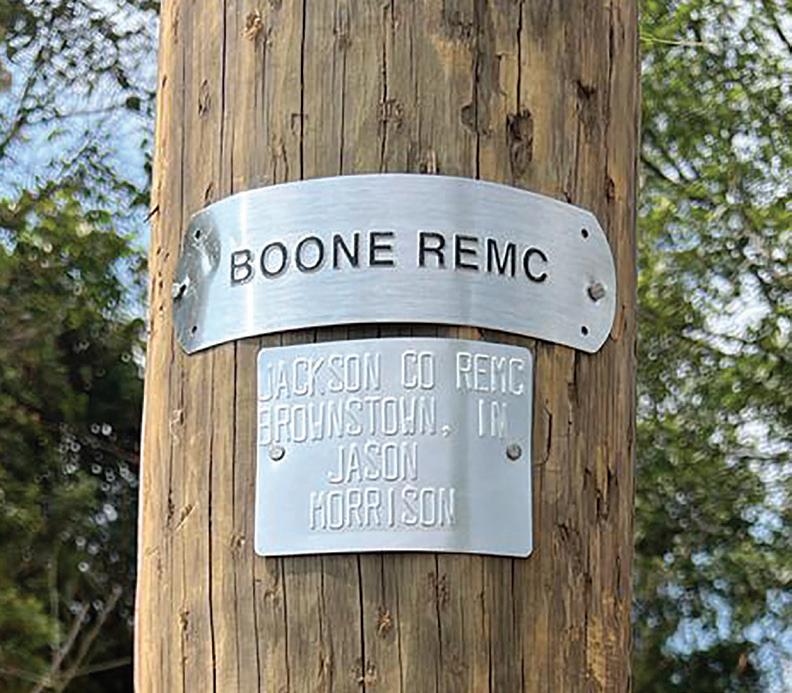 BOONE REMC
JACKSON CO REMC
BROWNSTOWN, IN
JASON
MORRISON